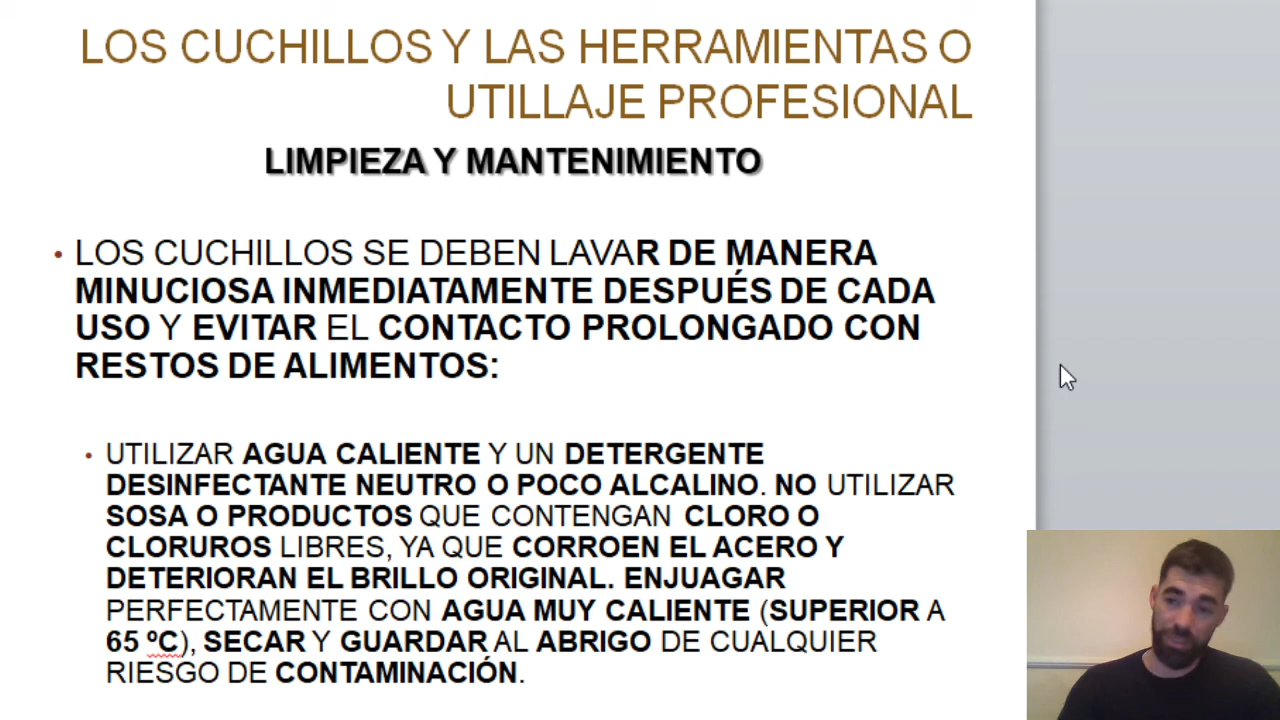 LOS CUCHILLOS Y LAS HERRAMIENTAS O
UTILLAJE PROFESIONAL
LIMPIEZA Y MANTENIMIENTO
• LOS CUCHILLOS SE DEBEN LAVAR DE MANERA
MINUCIOSA INMEDIATAMENTE DESPUÉS DE CADA
USO Y EVITAR EL CONTACTO PROLONGADO CON
RESTOS DE ALIMENTOS:
• UTILIZAR AGUA CALIENTE Y UN DETERGENTE
DESINFECTANTE NEUTRO O POCO ALCALINO. NO UTILIZAR
SOSA O PRODUCTOS QUE CONTENGAN CLORO O
CLORUROS LIBRES, YA QUE CORROEN EL ACERO Y
DETERIORAN EL BRILLO ORIGINAL. ENJUAGAR
PERFECTAMENTE CON AGUA MUY CALIENTE (SUPERIOR A
65 ºC), SECAR Y GUARDAR AL ABRIGO DE CUALQUIER
RIESGO DE CONTAMINACIÓN.